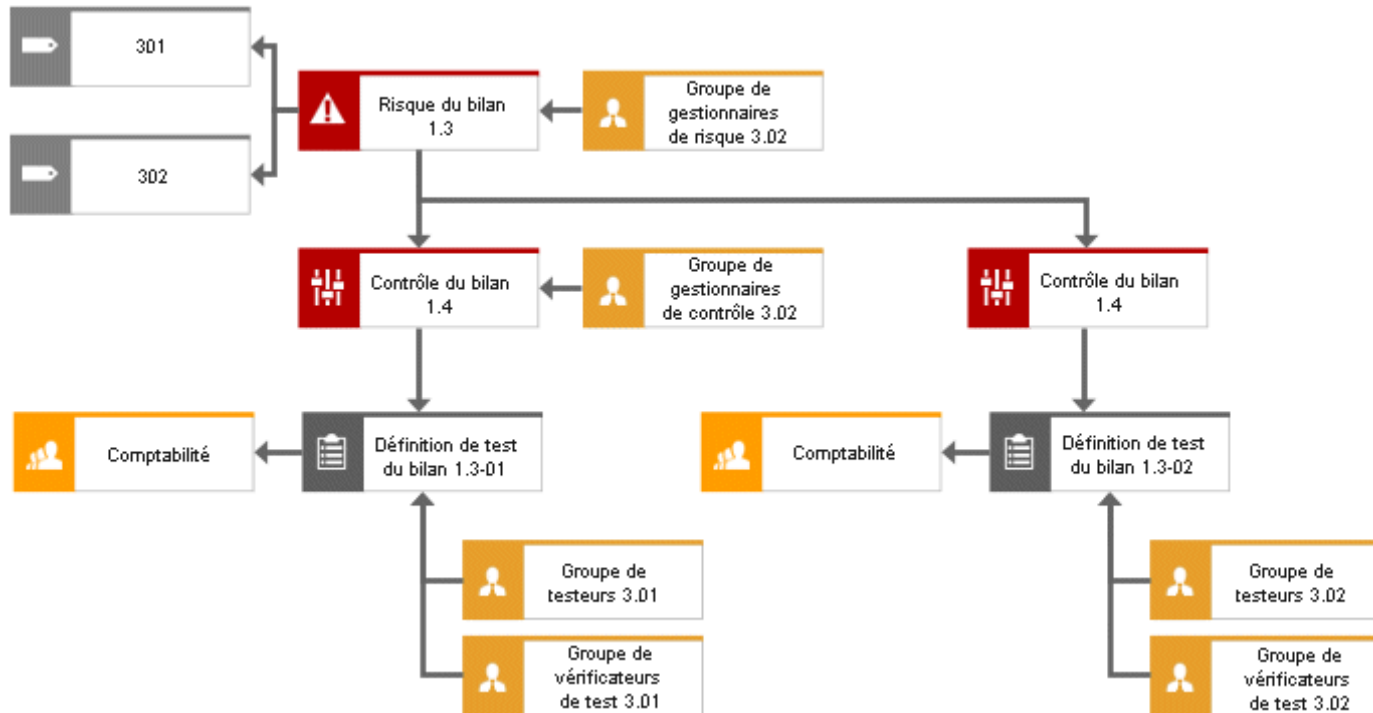 301
302
Risque du bilan
1.3
Groupe de
gestionnaires
de risque 3.02
Contrôle du bilan
1.4
Groupe de
gestionnaires
de contrôle 3.02
Contrôle du bilan
1.4
Comptabilité
Définition de test
du bilan 1.3-01
Comptabilité
Définition de test
du bilan 1.3-02
Groupe de
testeurs 3.01
Groupe de
vérificateurs
de test 3.01
Groupe de
testeurs 3.02
Groupe de
vérificateurs
de test 3.02